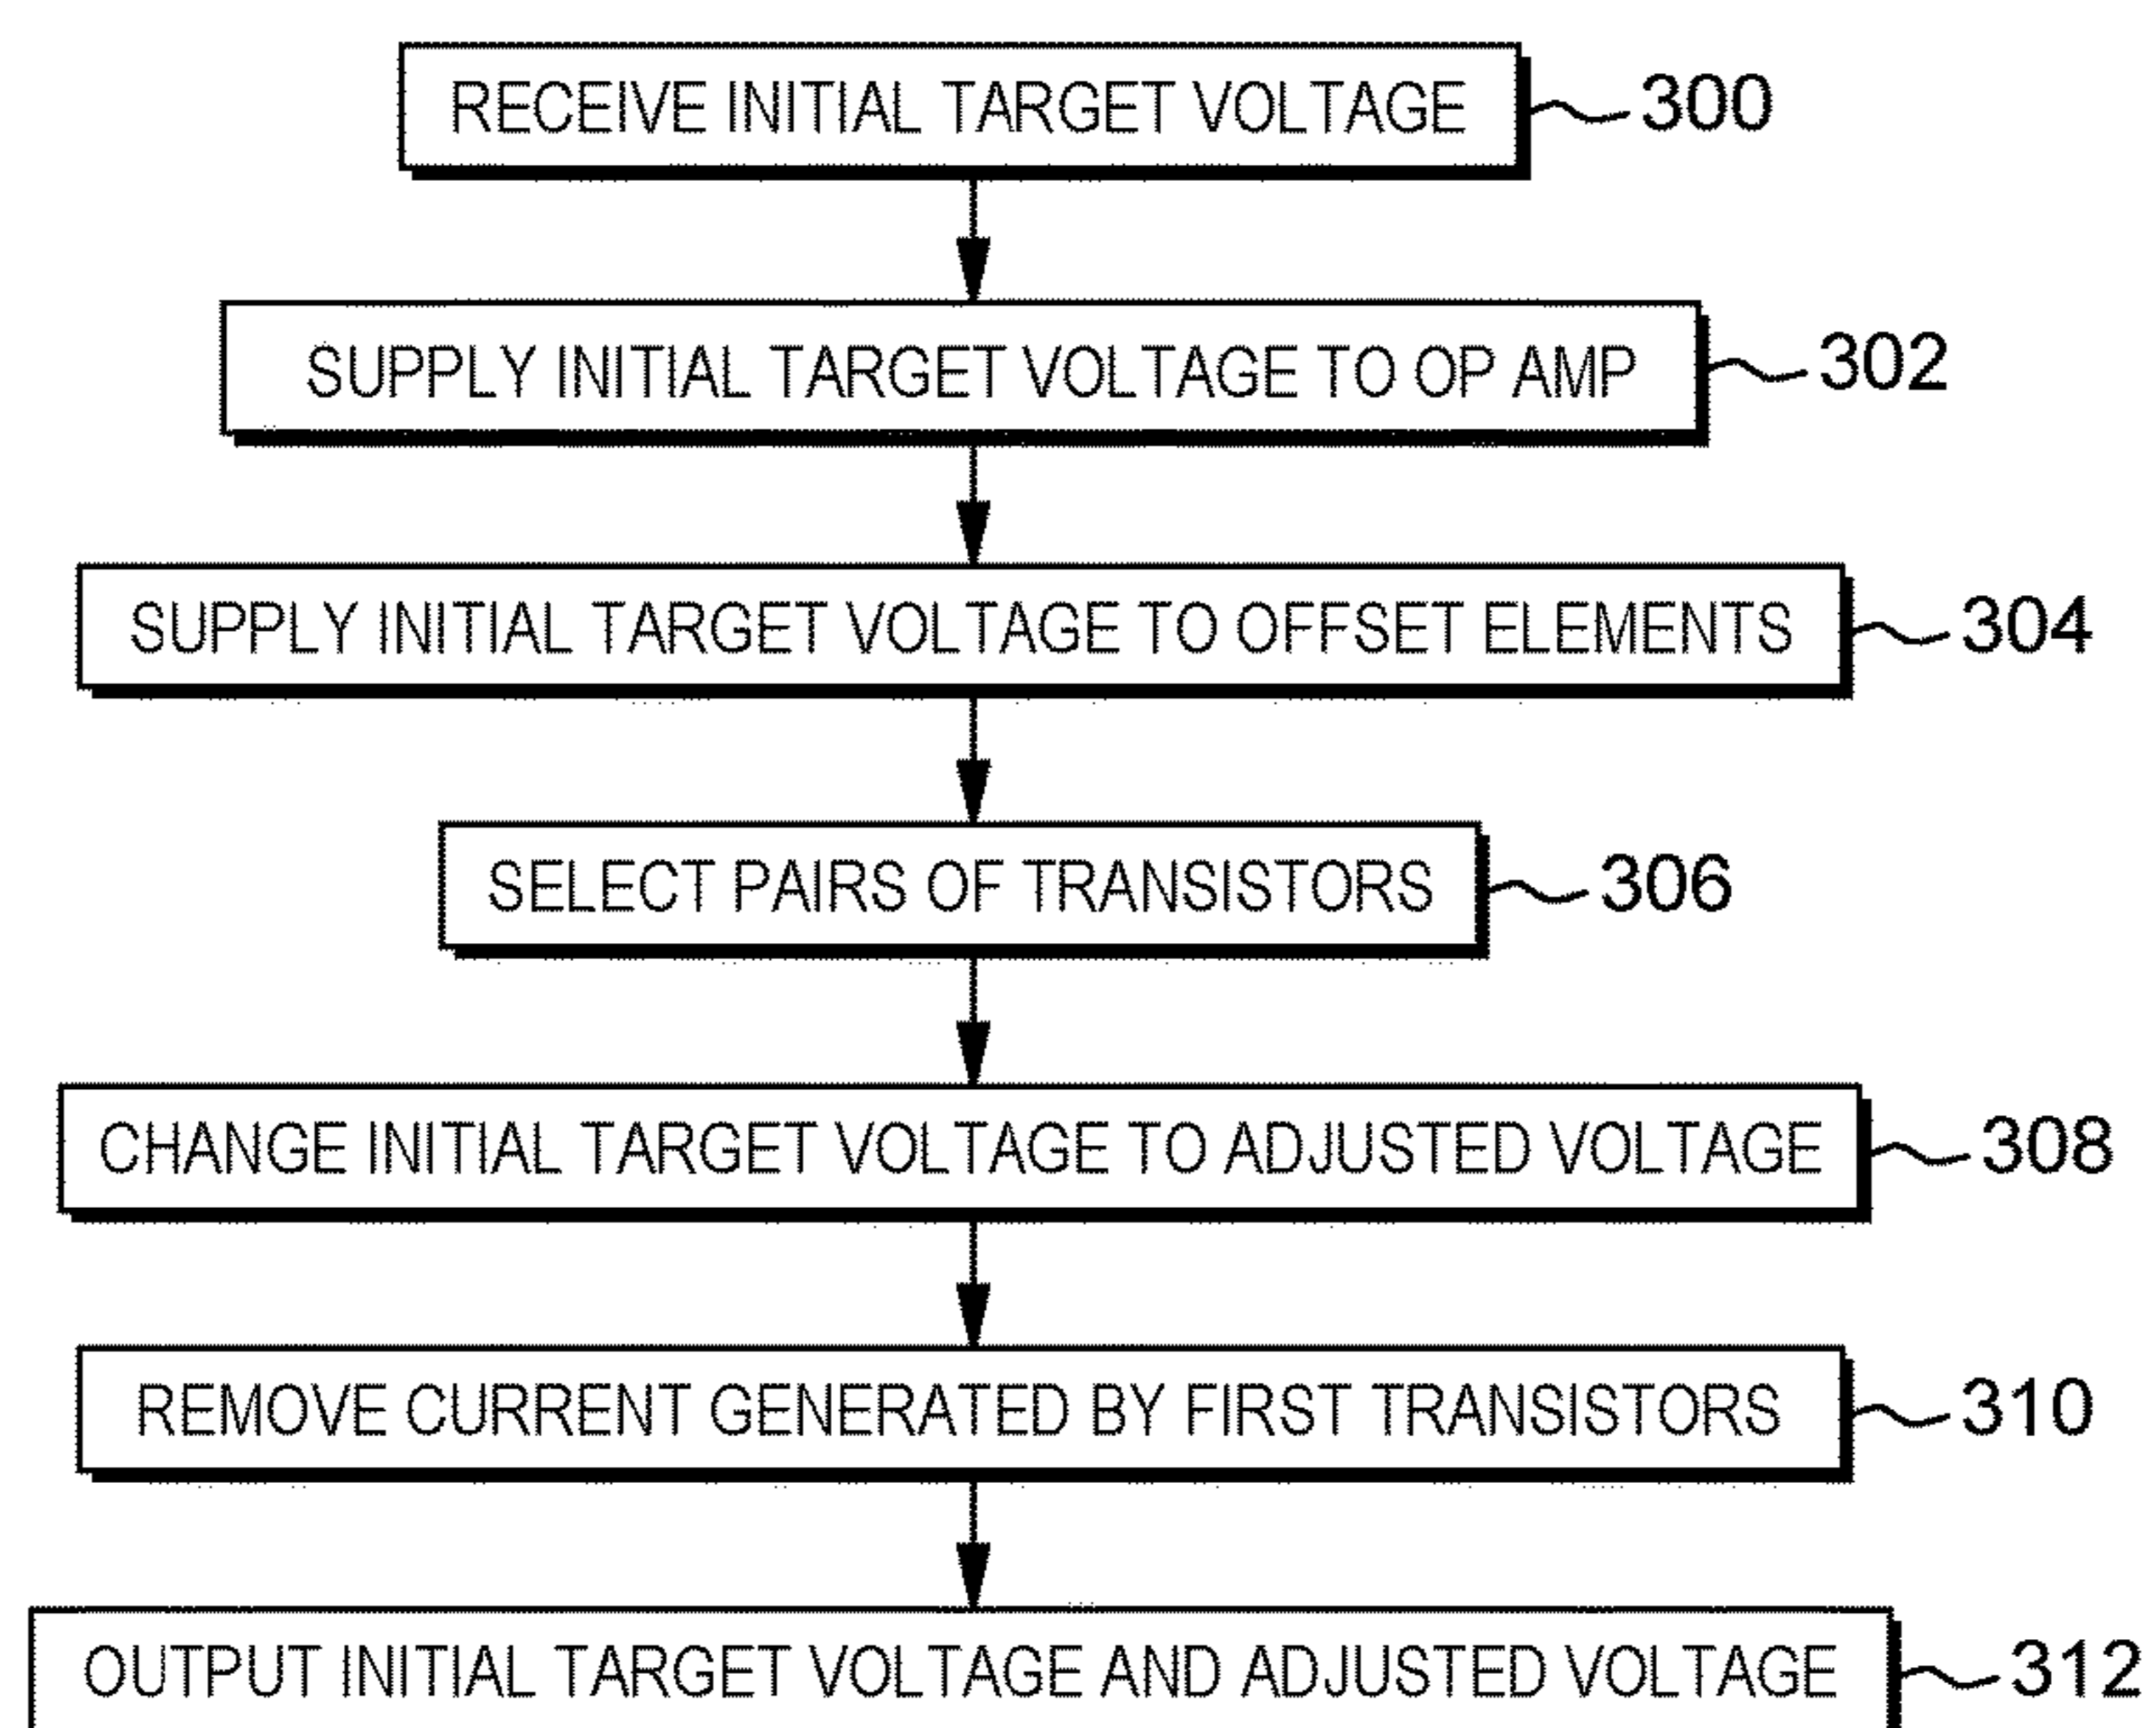 RECEIVE INITIAL TARGET VOLTAGE 300
SUPPLY INITIAL TARGET VOLTAGE TO OP AMP 302
SUPPLY INITIAL TARGET VOLTAGE TO OFFSET ELEMENTS 304
SELECT PAIRS OF TRANSISTORS 306
CHANGE INITIAL TARGET VOLTAGE TO ADJUSTED VOLTAGE 308
REMOVE CURRENT GENERATED BY FIRST TRANSISTORS 310
OUTPUT INITIAL TARGET VOLTAGE AND ADJUSTED VOLTAGE 312